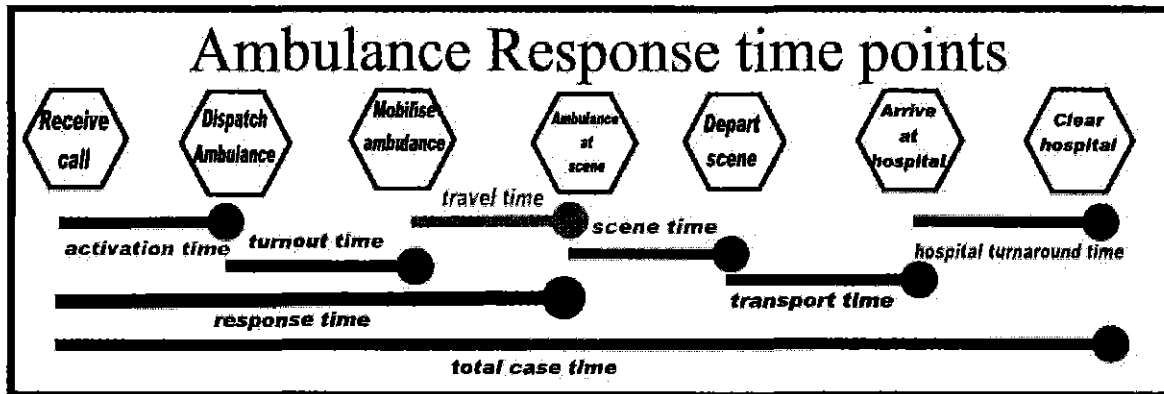 Ambulance Response time points
Receive
call
Dispatch
Ambulance
Mobilise
ambulance
Ambulance
at
scene
Depart
scene
Arrive
at
hospital
Clear
hospital
travel time
activation time
turnout time
scene time
hospital turnaround time
transport time
response time
total case time